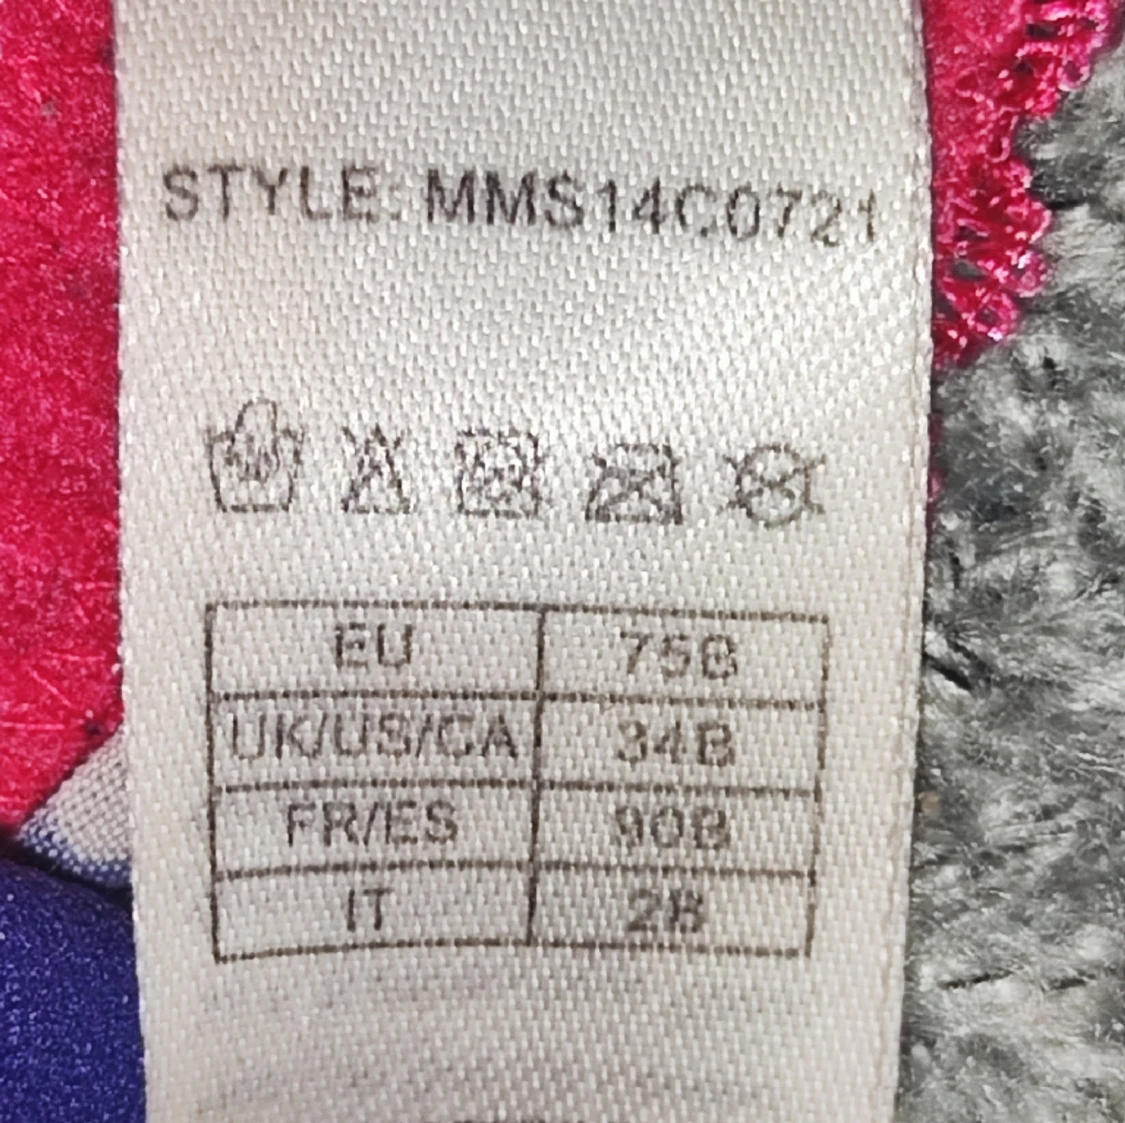 STYLE: MMS14C0721
EU 75B
UK/US/CA 34B
FR/ES 90B
IT 2B